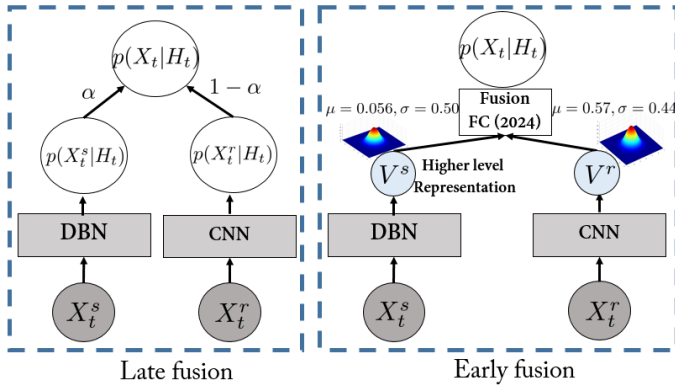 p(X_t|H_t)
α
1 − α
p(X_t^s|H_t)
p(X_t^r|H_t)
DBN
CNN
X_t^s
X_t^r
Late fusion
p(X_t|H_t)
μ = 0.056, σ = 0.50
Fusion
FC (2024)
μ = 0.57, σ = 0.44
V^s
Higher level
Representation
V^r
DBN
CNN
X_t^s
X_t^r
Early fusion